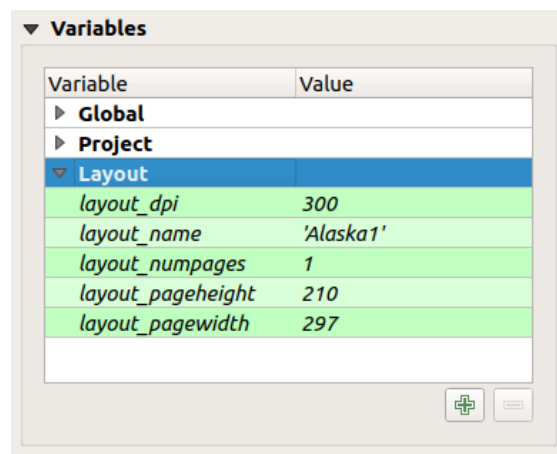 Variables
Variable Value
Global
Project
Layout
layout_dpi 300
layout_name 'Alaska1'
layout_numpages 1
layout_pageheight 210
layout_pagewidth 297